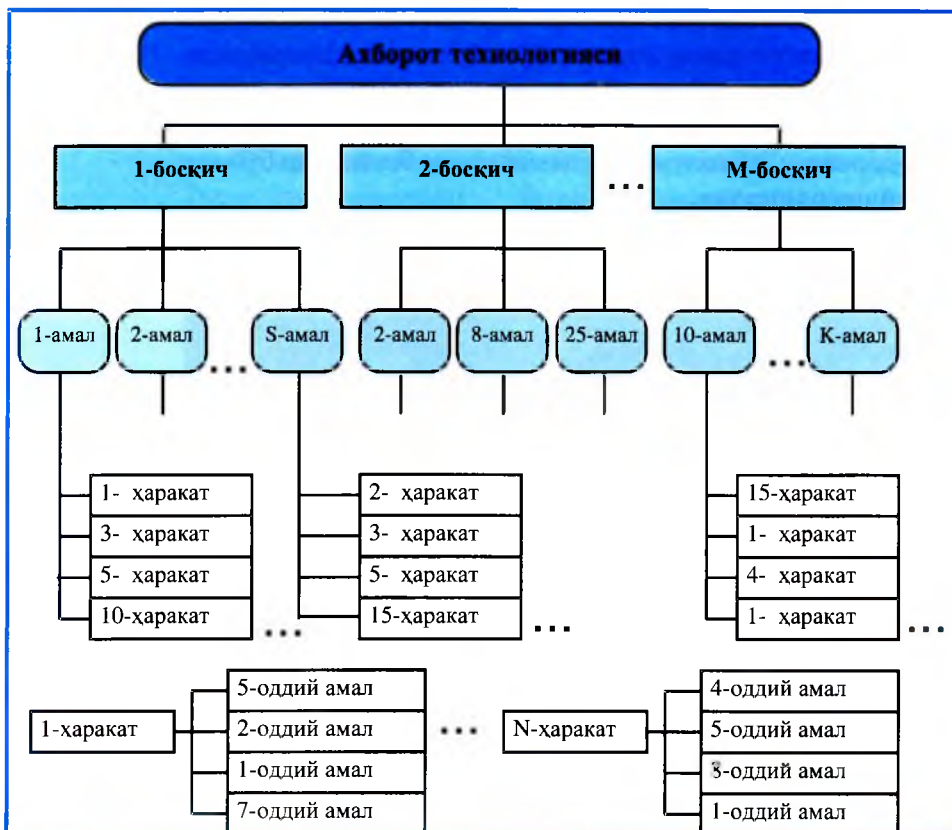 Ахборот технологияси
1-босқич
2-босқич
...
М-босқич
1-амал
2-амал
...
S-амал
2-амал
8-амал
25-амал
10-амал
...
К-амал
1- ҳаракат
3- ҳаракат
5- ҳаракат
10-ҳаракат
...
2- ҳаракат
3- ҳаракат
5- ҳаракат
15-ҳаракат
...
15-ҳаракат
1- ҳаракат
4- ҳаракат
1- ҳаракат
...
1-ҳаракат
5-оддий амал
2-оддий амал
1-оддий амал
7-оддий амал
...
N-ҳаракат
4-оддий амал
5-оддий амал
3-оддий амал
1-оддий амал